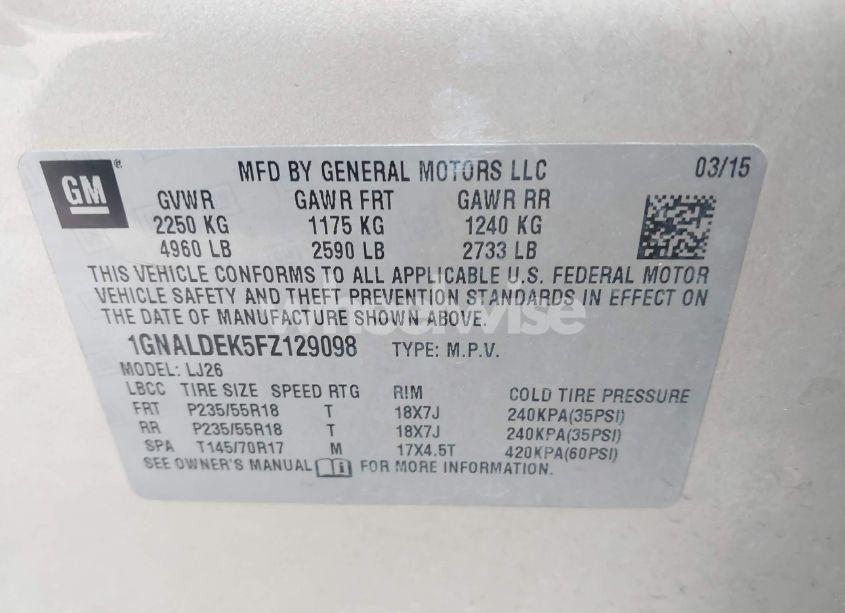 GM
MFD BY GENERAL MOTORS LLC 03/15
GVWR GAWR FRT GAWR RR
2250 KG 1175 KG 1240 KG
4960 LB 2590 LB 2733 LB
THIS VEHICLE CONFORMS TO ALL APPLICABLE U.S. FEDERAL MOTOR
VEHICLE SAFETY AND THEFT PREVENTION STANDARDS IN EFFECT ON
THE DATE OF MANUFACTURE SHOWN ABOVE.
wheelwise
1GNALDEK5FZ129098 TYPE: M.P.V.
MODEL: LJ26
LBCC TIRE SIZE SPEED RTG RIM COLD TIRE PRESSURE
FRT P235/55R18 T 18X7J 240KPA(35PSI)
RR P235/55R18 T 18X7J 240KPA(35PSI)
SPA T145/70R17 M 17X4.5T 420KPA(60PSI)
SEE OWNER'S MANUAL i FOR MORE INFORMATION.